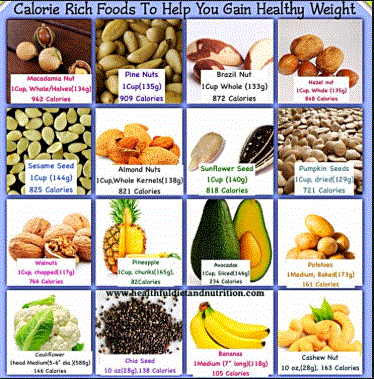 Calorie Rich Foods To Help You Gain Healthy Weight
Macadamia Nut
1Cup, Whole/Halves(134g)
962 Calories
Pine Nuts
1Cup(135g)
909 Calories
Brazil Nut
1Cup Whole (133g)
872 Calories
Hazel nut
1Cup, Whole (135g)
848 Calories
Sesame Seed
1Cup (144g)
825 Calories
Almond Nuts
1Cup,Whole Kernels(138g)
821 Calories
Sunflower Seed
1Cup (140g)
818 Calories
Pumpkin Seeds
1Cup, dried(129g)
721 Calories
Walnuts
1Cup, chopped(117g)
764 Calories
Pineapple
1Cup, chunks(165g),
82Calories
Avocados
1Cup, Sliced(146g)
234 Calories
Potatoes
1Medium, Baked(173g)
161 Calories
www.healthfuldietandnutrition.com
Cauliflower
1head Medium(5-6" dia.)(588g)
146 Calories
Chia Seed
10 oz(28g),138 Calories
Bananas
1Medium (7" long)(118g)
105 Calories
Cashew Nut
10 oz,(28g), 163 Calories